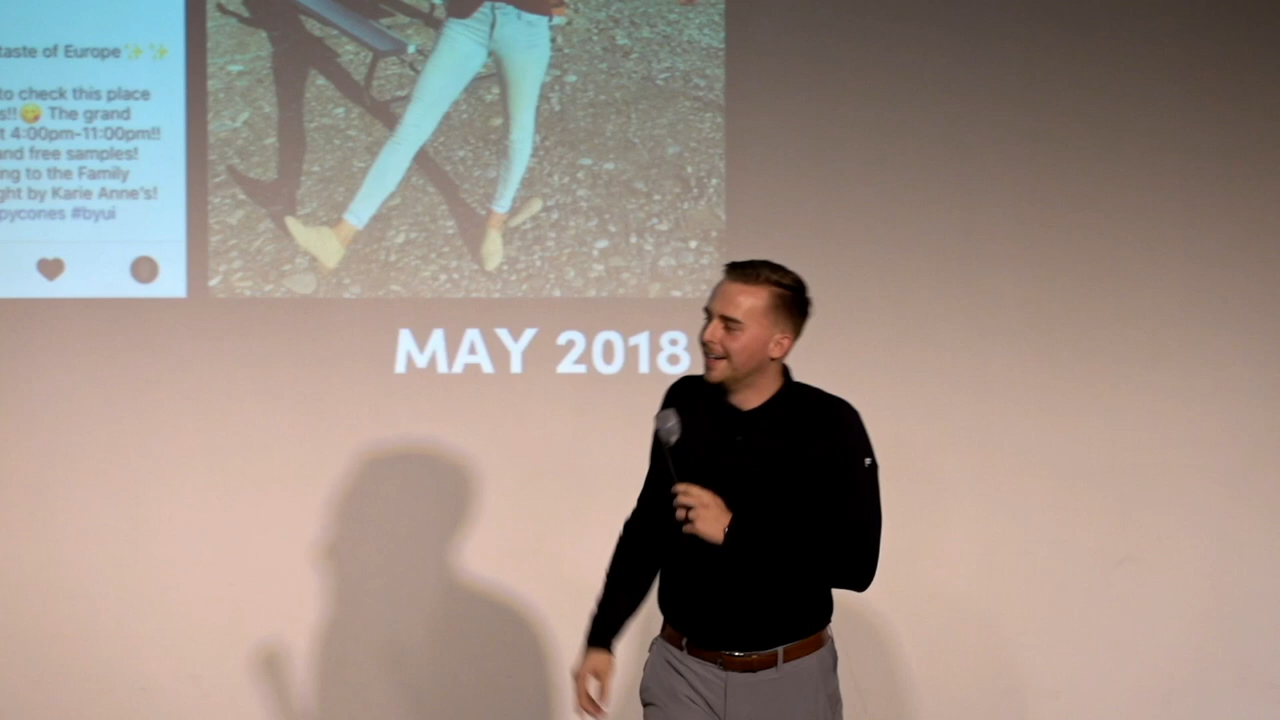 taste of Europe✨✨
to check this place
s!!😋 The grand
t 4:00pm-11:00pm!!
and free samples!
ng to the Family
ght by Karie Anne's!
pycones #byui
MAY 2018